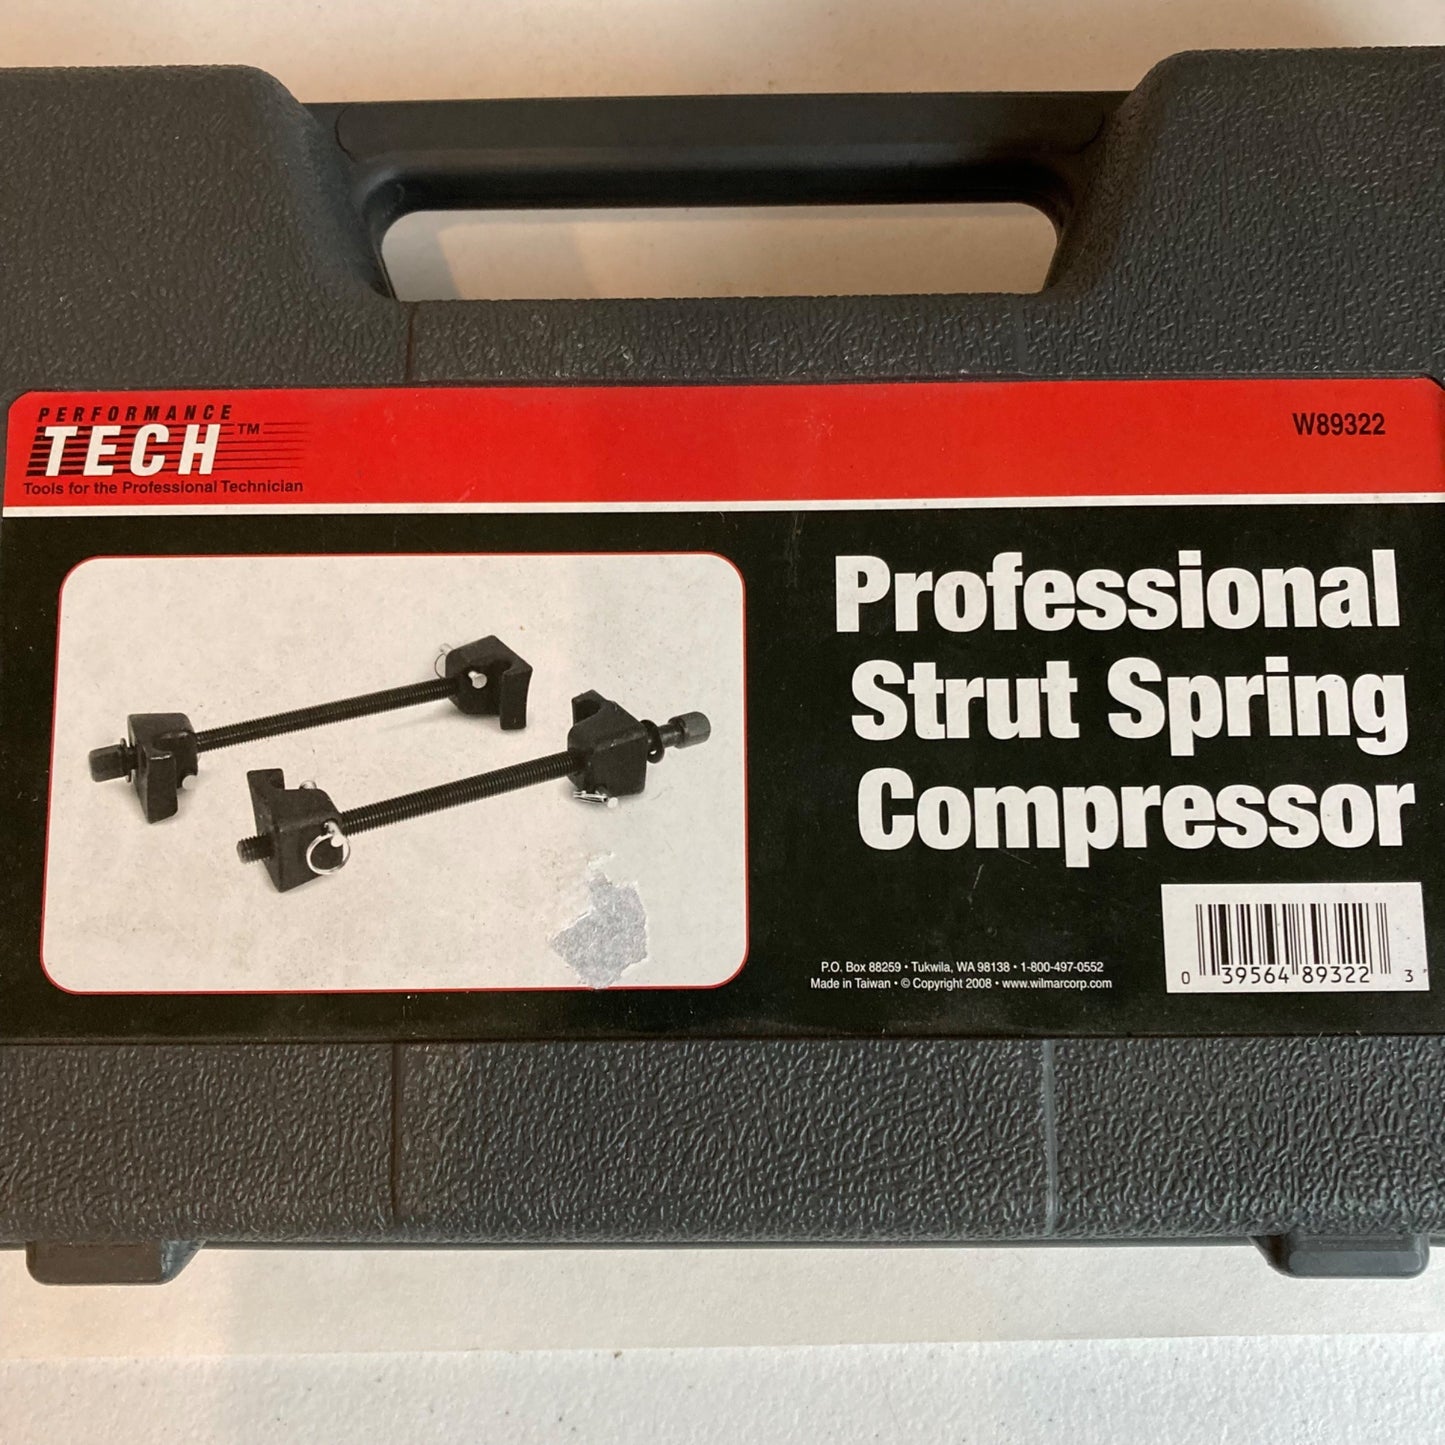 PERFORMANCE
TECH™
Tools for the Professional Technician
W89322
Professional
Strut Spring
Compressor
P.O. Box 88259 • Tukwila, WA 98138 • 1-800-497-0552
Made in Taiwan • © Copyright 2008 • www.wilmarcorp.com
0 39564 89322 3